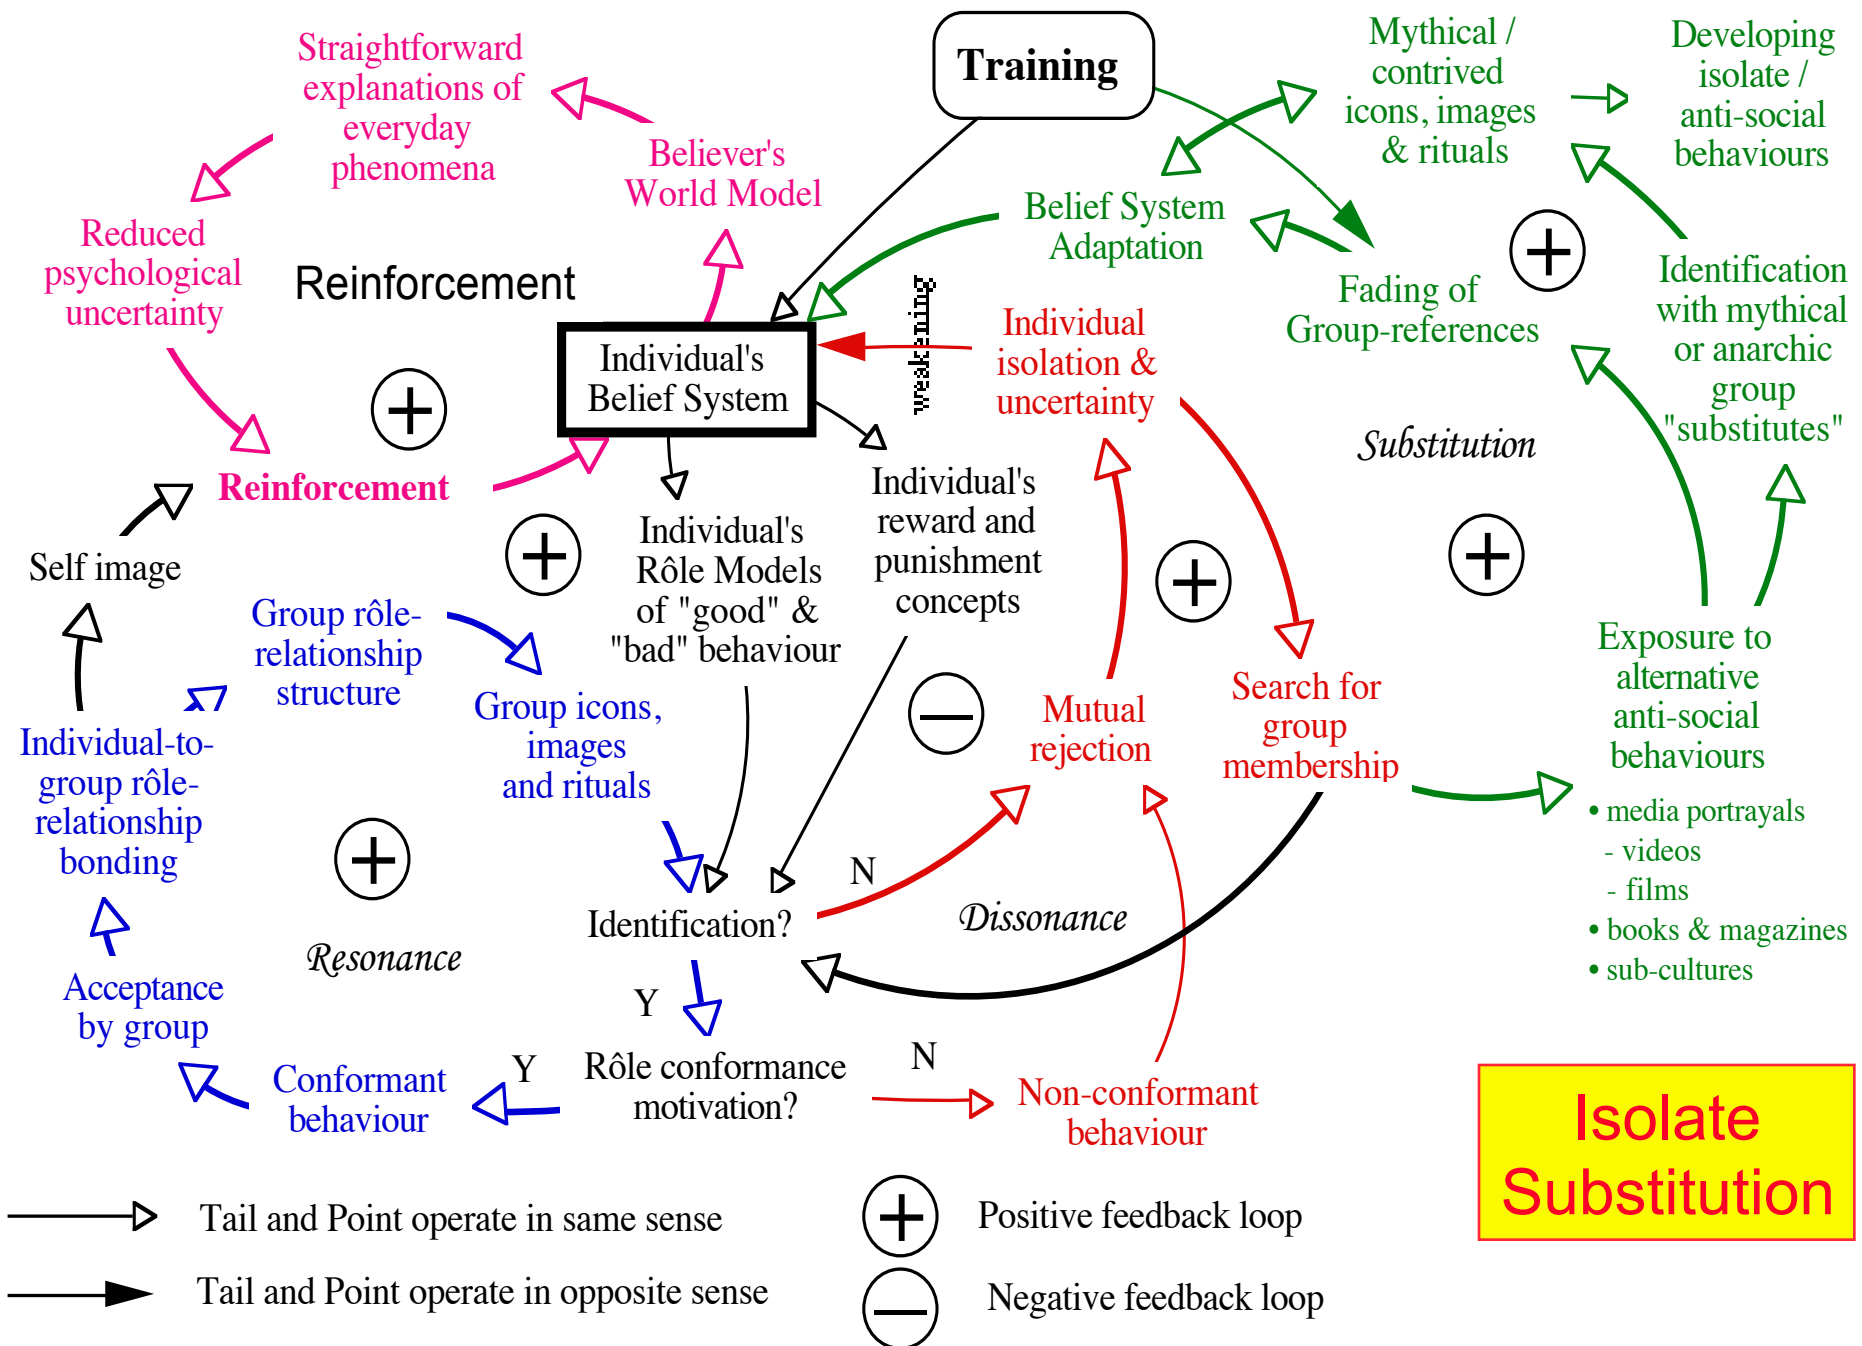 Straightforward
explanations of
everyday
phenomena
Training
Mythical /
contrived
icons, images
& rituals
Developing
isolate /
anti-social
behaviours
Believer's
World Model
Belief System
Adaptation
Reduced
psychological
uncertainty
Reinforcement
weakening
Individual
isolation &
uncertainty
Fading of
Group-references
Identification
with mythical
or anarchic
group
"substitutes"
Individual's
Belief System
Substitution
Reinforcement
Individual's
reward and
punishment
concepts
Individual's
Rôle Models
of "good" &
"bad" behaviour
Self image
Group rôle-
relationship
structure
Group icons,
images
and rituals
Mutual
rejection
Search for
group
membership
Exposure to
alternative
anti-social
behaviours
• media portrayals
- videos
- films
• books & magazines
• sub-cultures
Individual-to-
group rôle-
relationship
bonding
N
Identification?
Dissonance
Resonance
Acceptance
by group
Y
Rôle conformance
motivation?
Y
N
Conformant
behaviour
Non-conformant
behaviour
Isolate
Substitution
Tail and Point operate in same sense
Positive feedback loop
Tail and Point operate in opposite sense
Negative feedback loop